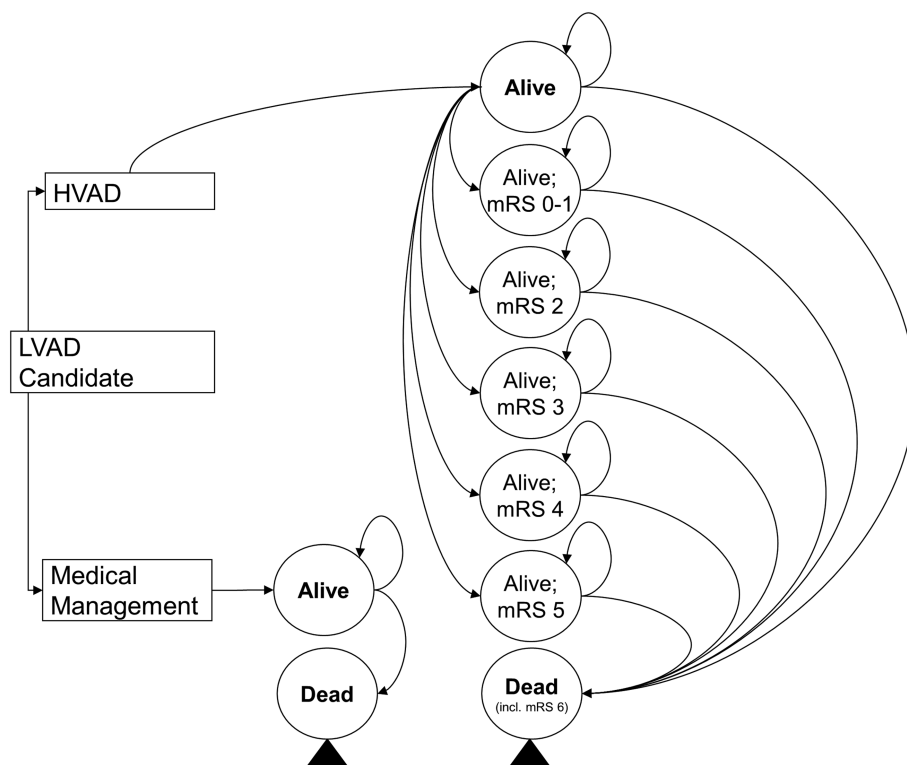 Alive
Alive;
mRS 0-1
HVAD
Alive;
mRS 2
LVAD
Candidate
Alive;
mRS 3
Alive;
mRS 4
Medical
Management
Alive
Alive;
mRS 5
Dead
Dead
(incl. mRS 6)